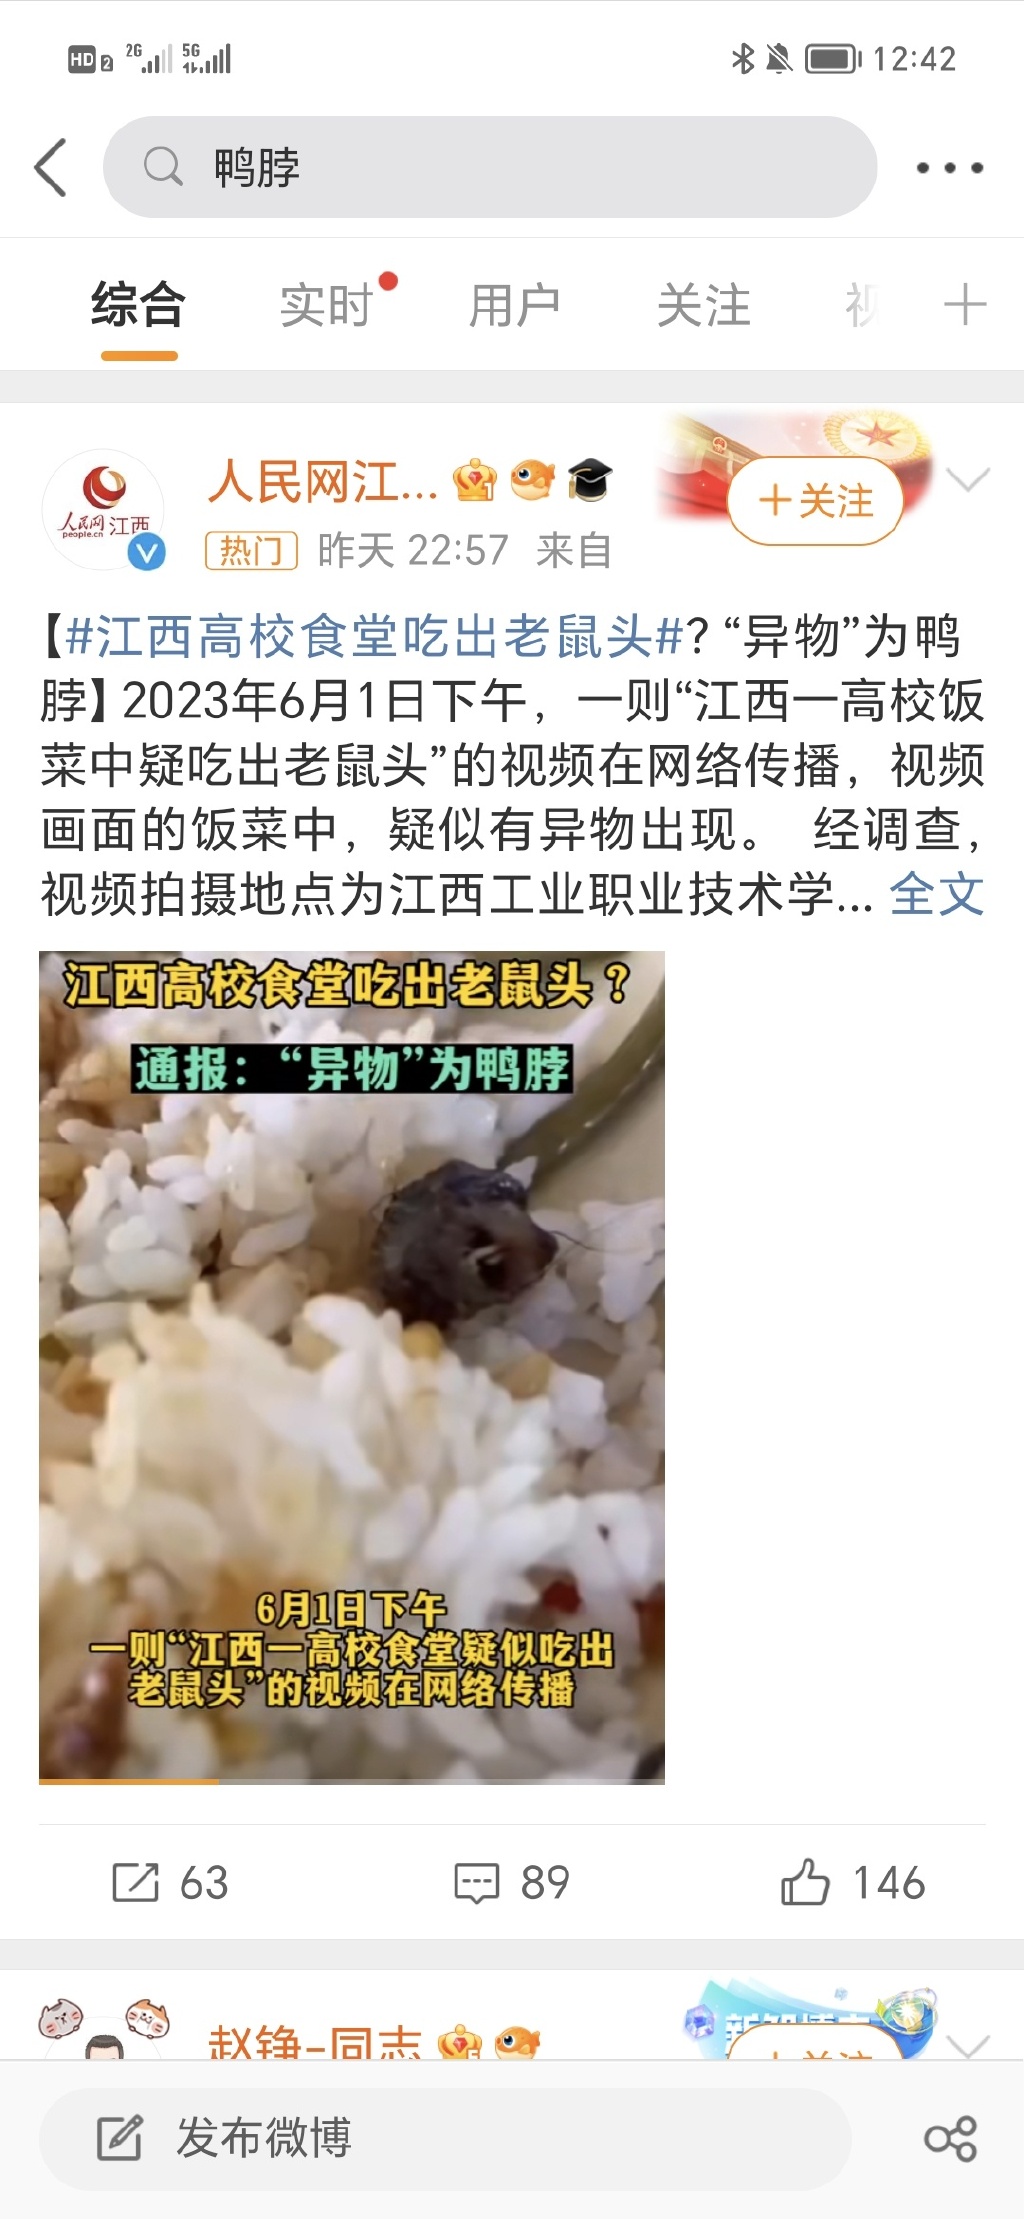 HD 2 2G 5G 12:42
鸭脖
综合 实时 用户 关注
人民网江...
人民网 江西
people.cn
+关注
热门 昨天 22:57 来自
【#江西高校食堂吃出老鼠头#？“异物”为鸭
脖】2023年6月1日下午，一则“江西一高校饭
菜中疑吃出老鼠头”的视频在网络传播，视频
画面的饭菜中，疑似有异物出现。 经调查，
视频拍摄地点为江西工业职业技术学... 全文
江西高校食堂吃出老鼠头？
通报：“异物”为鸭脖
6月1日下午
一则“江西一高校食堂疑似吃出
老鼠头”的视频在网络传播
63 89 146
赵铮-同志
发布微博